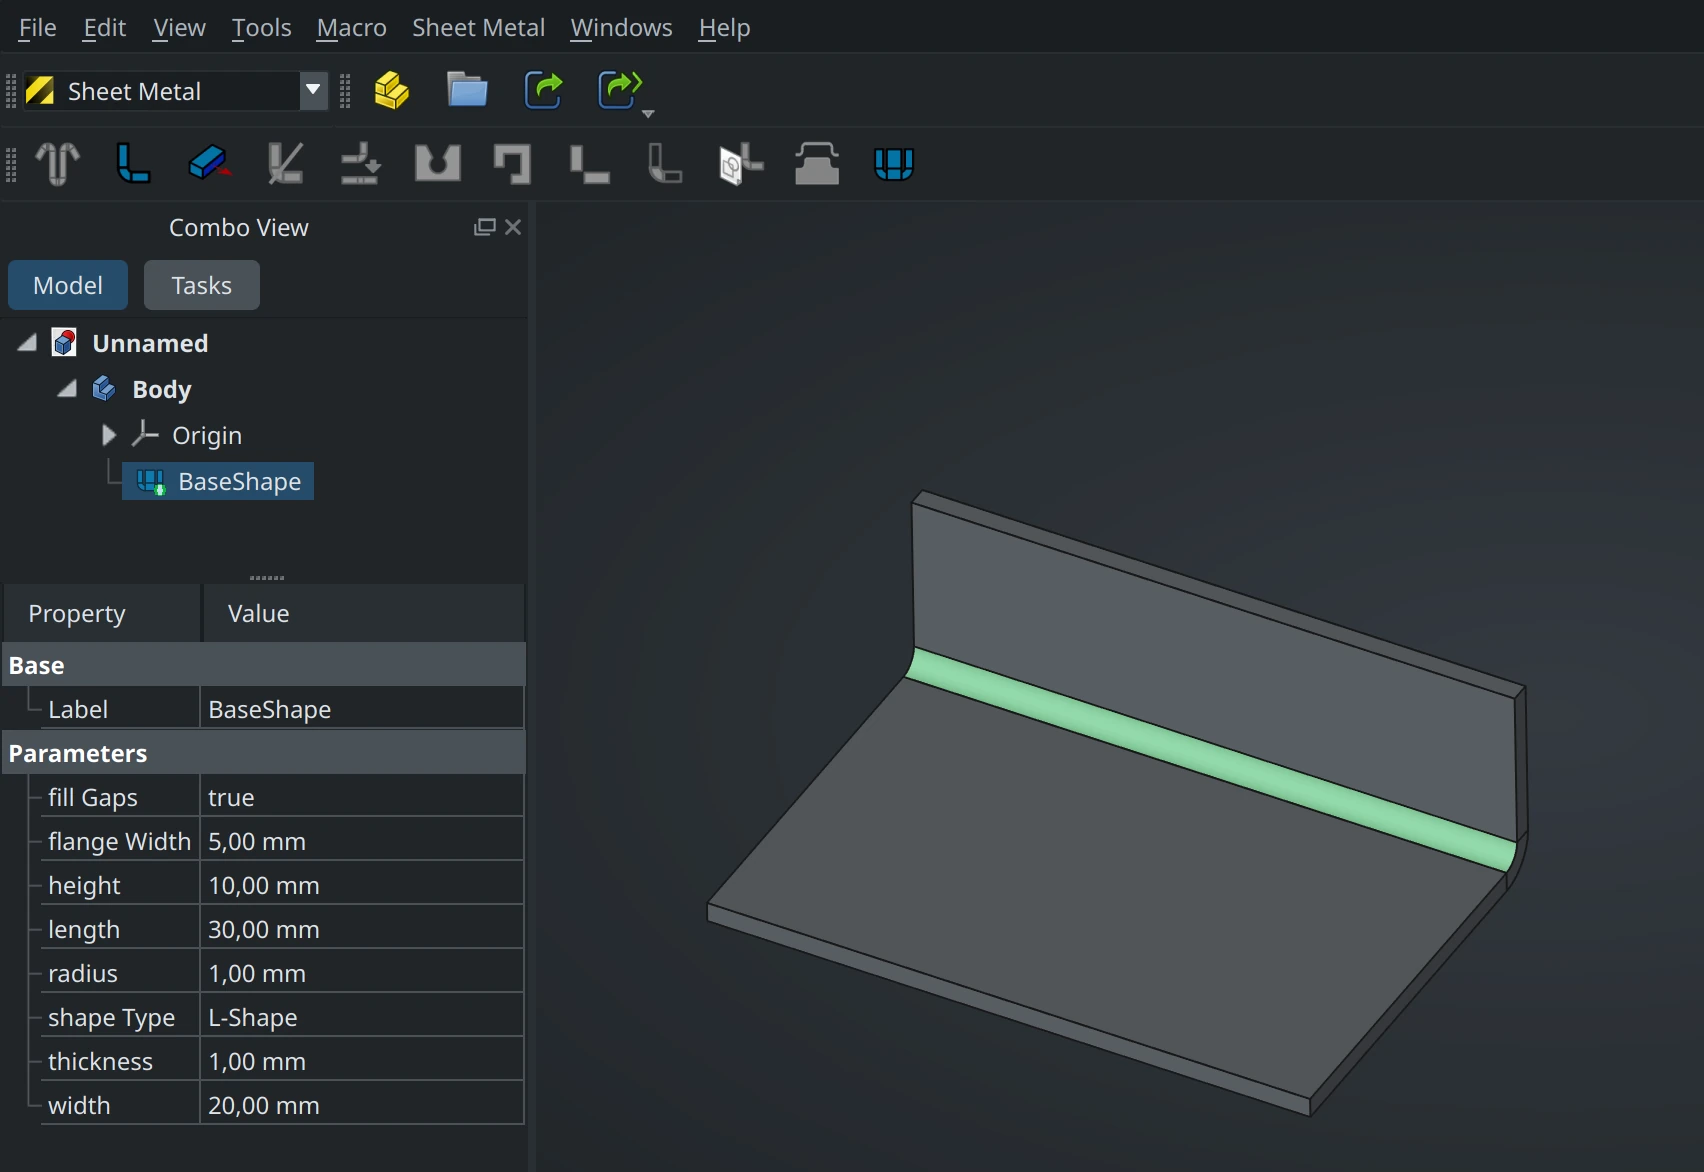 File Edit View Tools Macro Sheet Metal Windows Help
Sheet Metal
Combo View
Model Tasks
Unnamed
Body
Origin
BaseShape
Property Value
Base
Label BaseShape
Parameters
fill Gaps true
flange Width 5,00 mm
height 10,00 mm
length 30,00 mm
radius 1,00 mm
shape Type L-Shape
thickness 1,00 mm
width 20,00 mm